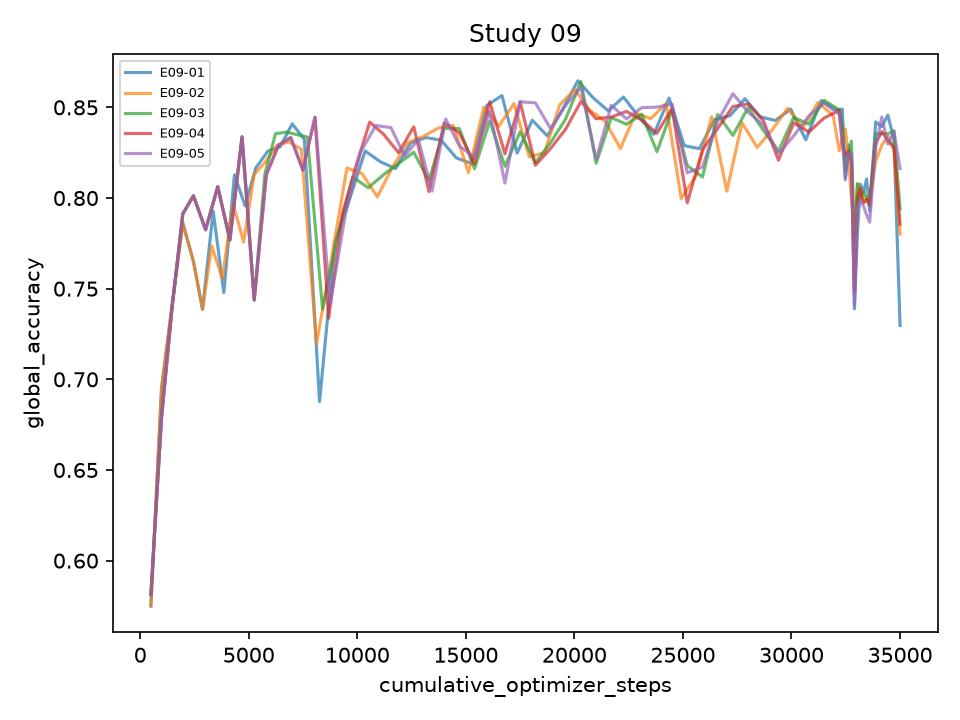 Study 09
E09-01
E09-02
E09-03
E09-04
E09-05
global_accuracy
0.85
0.80
0.75
0.70
0.65
0.60
0
5000
10000
15000
20000
25000
30000
35000
cumulative_optimizer_steps